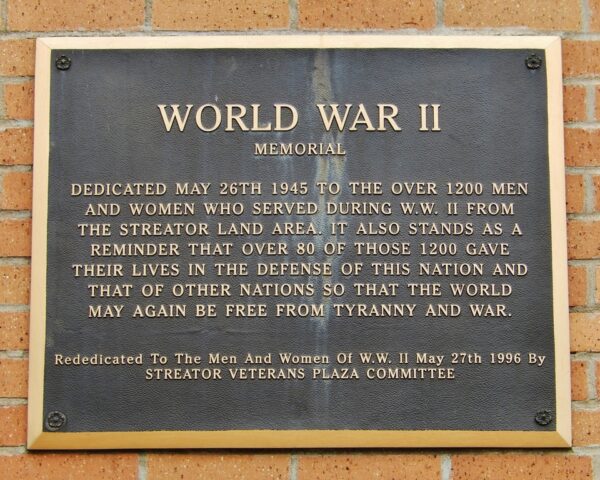 WORLD WAR II
MEMORIAL
DEDICATED MAY 26TH 1945 TO THE OVER 1200 MEN
AND WOMEN WHO SERVED DURING W.W. II FROM
THE STREATOR LAND AREA. IT ALSO STANDS AS A
REMINDER THAT OVER 80 OF THOSE 1200 GAVE
THEIR LIVES IN THE DEFENSE OF THIS NATION AND
THAT OF OTHER NATIONS SO THAT THE WORLD
MAY AGAIN BE FREE FROM TYRANNY AND WAR.
Rededicated To The Men And Women Of W.W. II May 27th 1996 By
STREATOR VETERANS PLAZA COMMITTEE